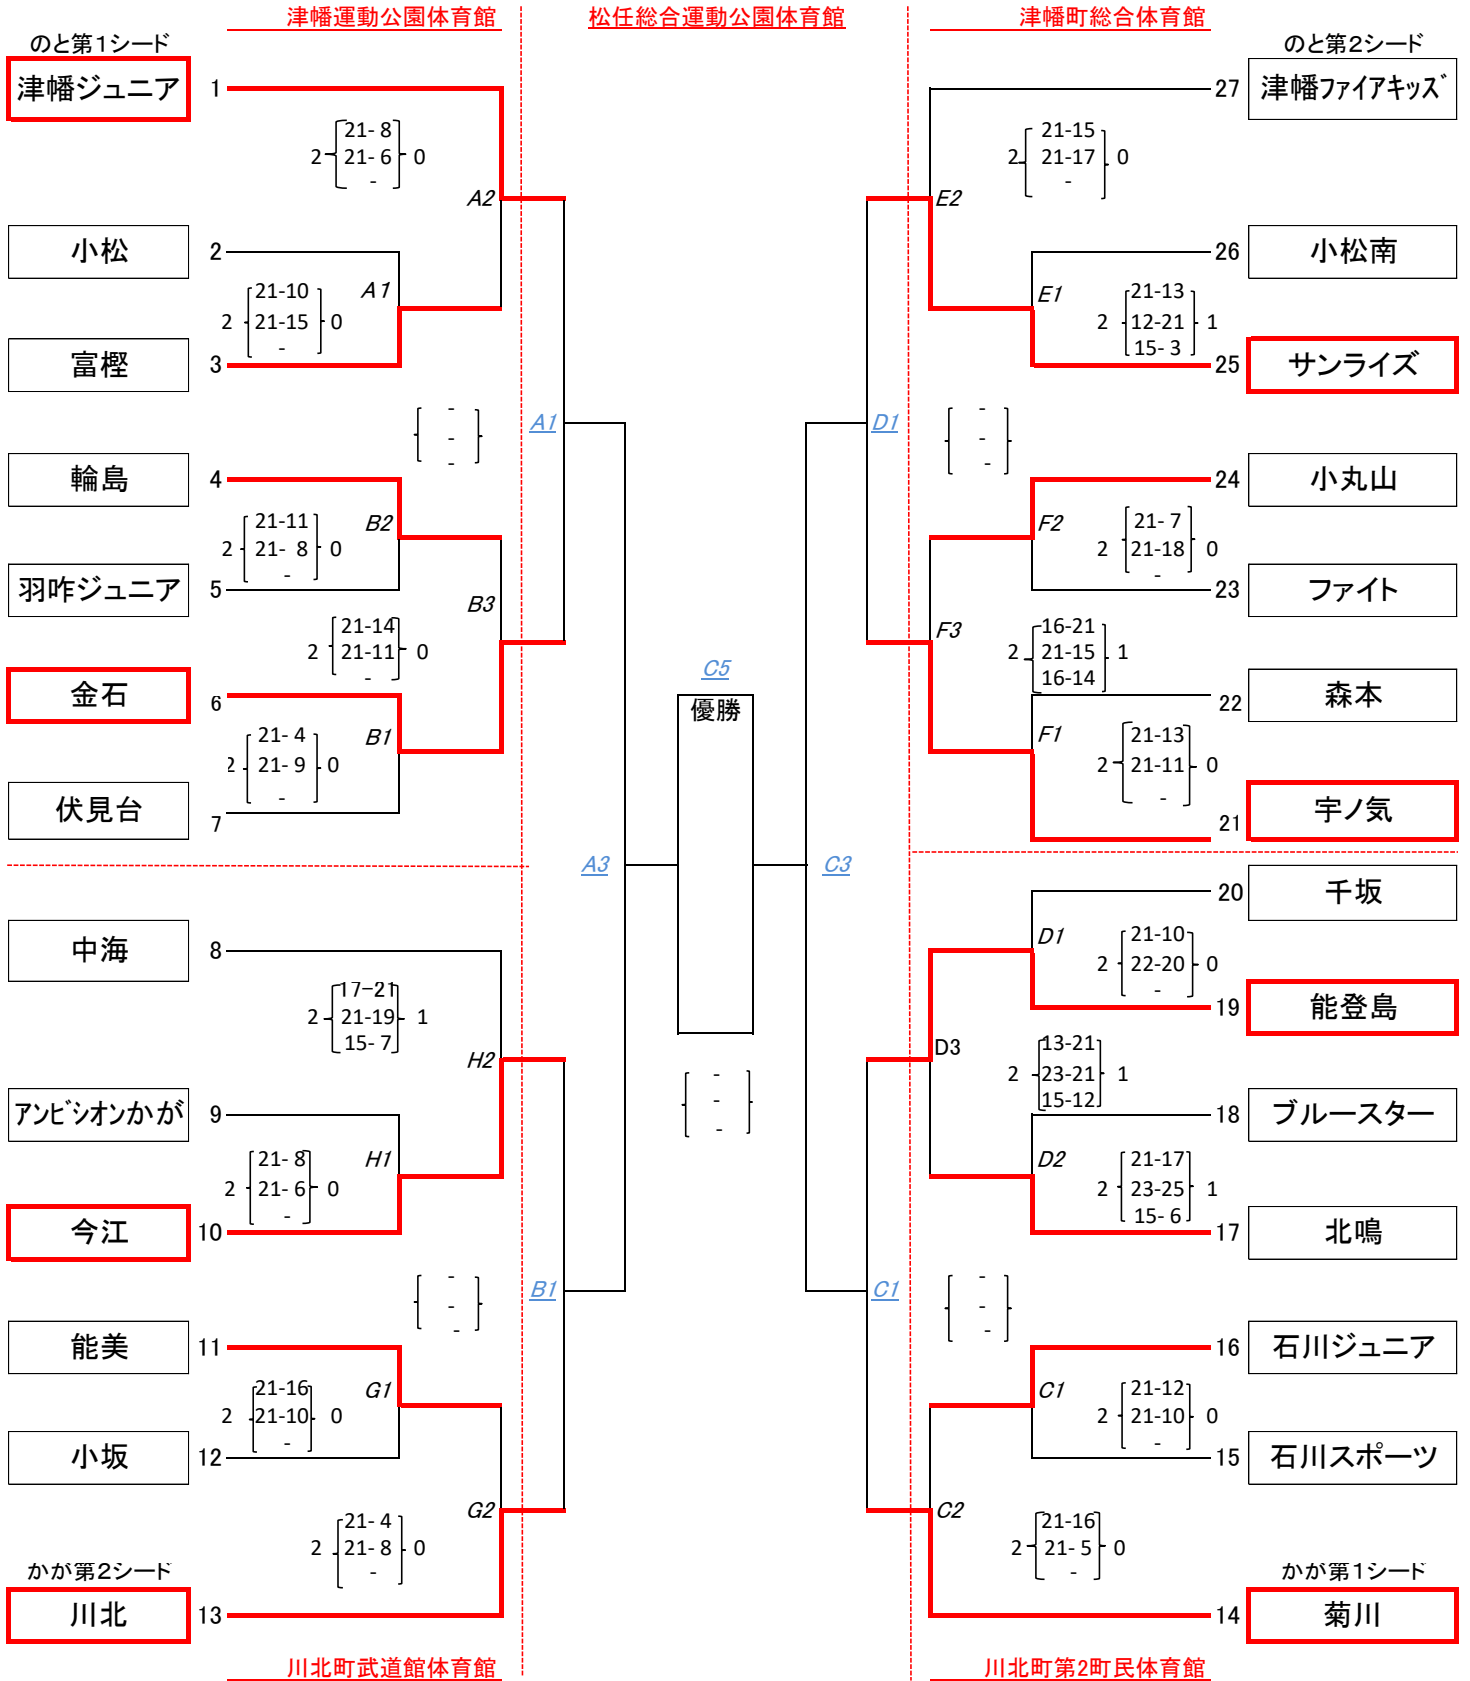 津幡運動公園体育館
松任総合運動公園体育館
津幡町総合体育館
のと第1シード
津幡ジュニア 1
21- 8
2 21- 6 0
-
A2
小松 2
21-10 A1
2 21-15 0
-
富樫 3
-
-
-
A1
輪島 4
21-11 B2
2 21- 8 0
-
羽咋ジュニア 5
B3
21-14
2 21-11 0
-
金石 6
21- 4 B1
2 21- 9 0
-
伏見台 7
A3
中海 8
17-21
2 21-19 1
15- 7
H2
アンビシオンかが 9
21- 8 H1
2 21- 6 0
-
今江 10
-
-
-
B1
能美 11
21-16 G1
2 21-10 0
-
小坂 12
G2
21- 4
2 21- 8 0
-
かが第2シード
川北 13
川北町武道館体育館
C5
優勝
-
-
-
のと第2シード
27 津幡ファイアキッズ
21-15
2 21-17 0
-
E2
26 小松南
E1 21-13
2 12-21 1
15- 3
25 サンライズ
D1
-
-
-
24 小丸山
F2 21- 7
2 21-18 0
-
23 ファイト
F3
16-21
2 21-15 1
16-14
22 森本
F1 21-13
2 21-11 0
-
21 宇ノ気
C3
20 千坂
D1 21-10
2 22-20 0
-
19 能登島
D3
13-21
2 23-21 1
15-12
18 ブルースター
D2 21-17
2 23-25 1
15- 6
17 北鳴
C1
-
-
-
16 石川ジュニア
C1 21-12
2 21-10 0
-
15 石川スポーツ
C2
21-16
2 21- 5 0
-
かが第1シード
14 菊川
川北町第2町民体育館